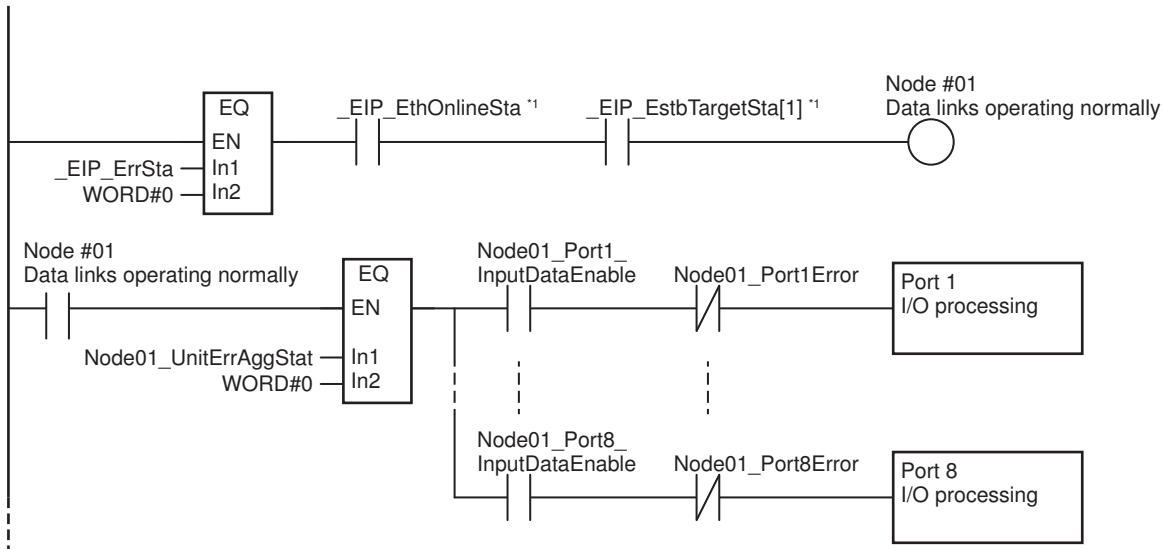 Node #01
Data links operating normally
EQ
_EIP_EthOnlineSta *1
_EIP_EstbTargetSta[1] *1
EN
_EIP_ErrSta
In1
WORD#0
In2
Node #01
Data links operating normally
EQ
Node01_Port1_
InputDataEnable
Node01_Port1Error
Port 1
I/O processing
EN
Node01_UnitErrAggStat
In1
WORD#0
In2
Node01_Port8_
InputDataEnable
Node01_Port8Error
Port 8
I/O processing